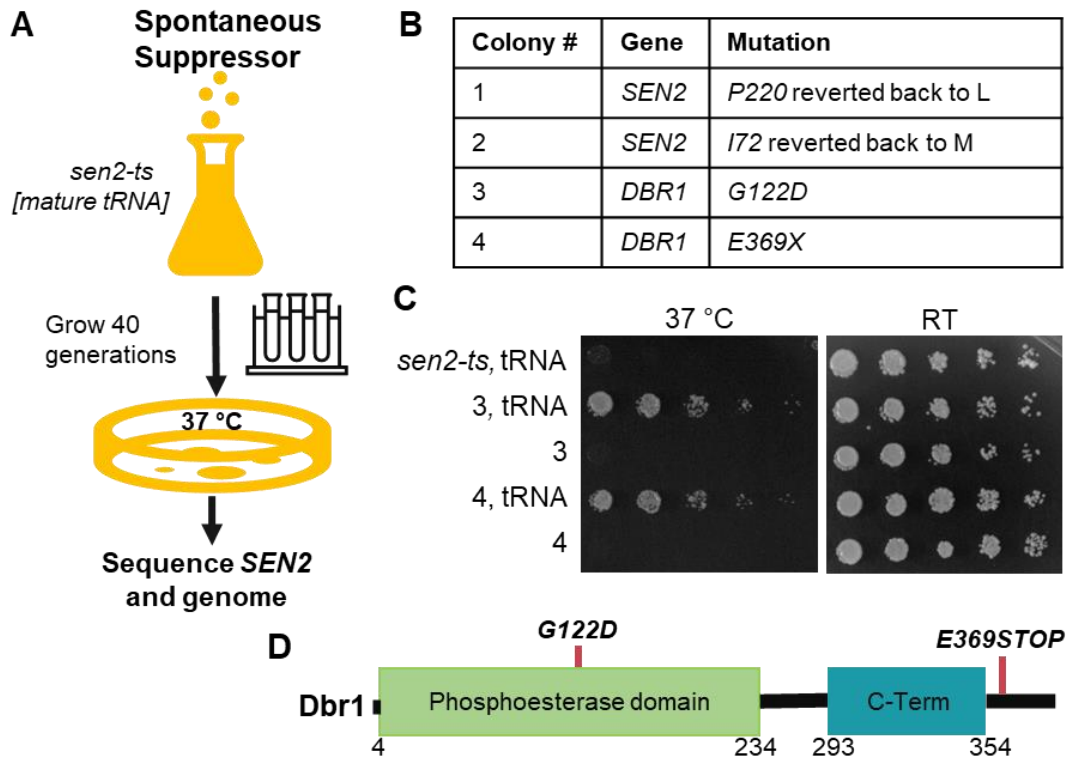 A
Spontaneous
Suppressor
sen2-ts
[mature tRNA]
Grow 40
generations
37 °C
Sequence SEN2
and genome
B
Colony # Gene Mutation
1 SEN2 P220 reverted back to L
2 SEN2 I72 reverted back to M
3 DBR1 G122D
4 DBR1 E369X
C
37 °C RT
sen2-ts, tRNA
3, tRNA
3
4, tRNA
4
D
G122D E369STOP
Dbr1 Phosphoesterase domain C-Term
4 234 293 354